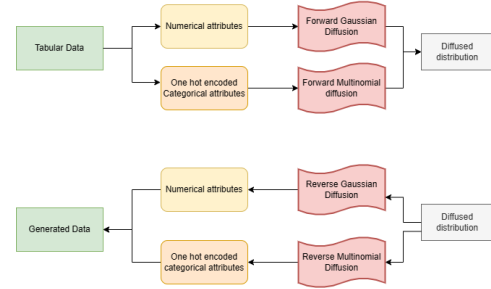 Tabular Data
Numerical attributes
Forward Gaussian
Diffusion
Diffused
distribution
One hot encoded
Categorical attributes
Forward Multinomial
diffusion
Generated Data
Numerical attributes
Reverse Gaussian
Diffusion
Diffused
distribution
One hot encoded
categorical attributes
Reverse Multinomial
Diffusion